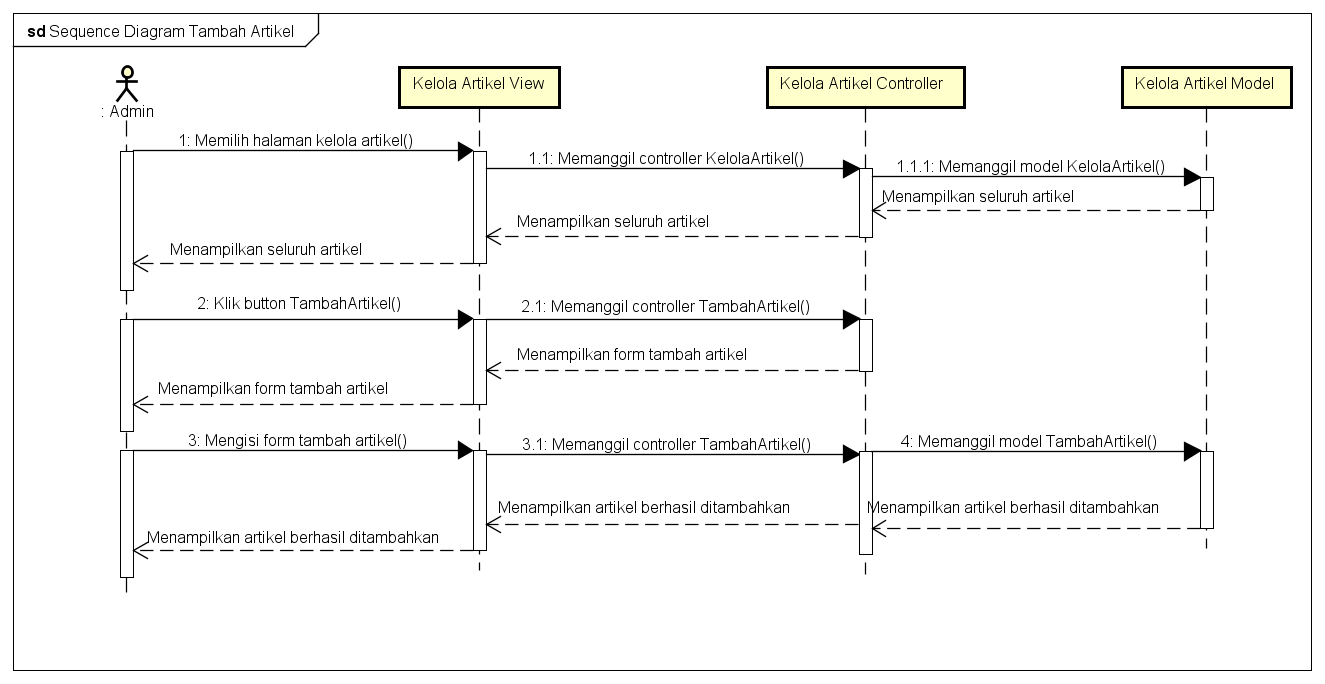 sd Sequence Diagram Tambah Artikel
: Admin
Kelola Artikel View
Kelola Artikel Controller
Kelola Artikel Model
1: Memilih halaman kelola artikel()
1.1: Memanggil controller KelolaArtikel()
1.1.1: Memanggil model KelolaArtikel()
Menampilkan seluruh artikel
Menampilkan seluruh artikel
Menampilkan seluruh artikel
2: Klik button TambahArtikel()
2.1: Memanggil controller TambahArtikel()
Menampilkan form tambah artikel
Menampilkan form tambah artikel
3: Mengisi form tambah artikel()
3.1: Memanggil controller TambahArtikel()
4: Memanggil model TambahArtikel()
Menampilkan artikel berhasil ditambahkan
Menampilkan artikel berhasil ditambahkan
Menampilkan artikel berhasil ditambahkan